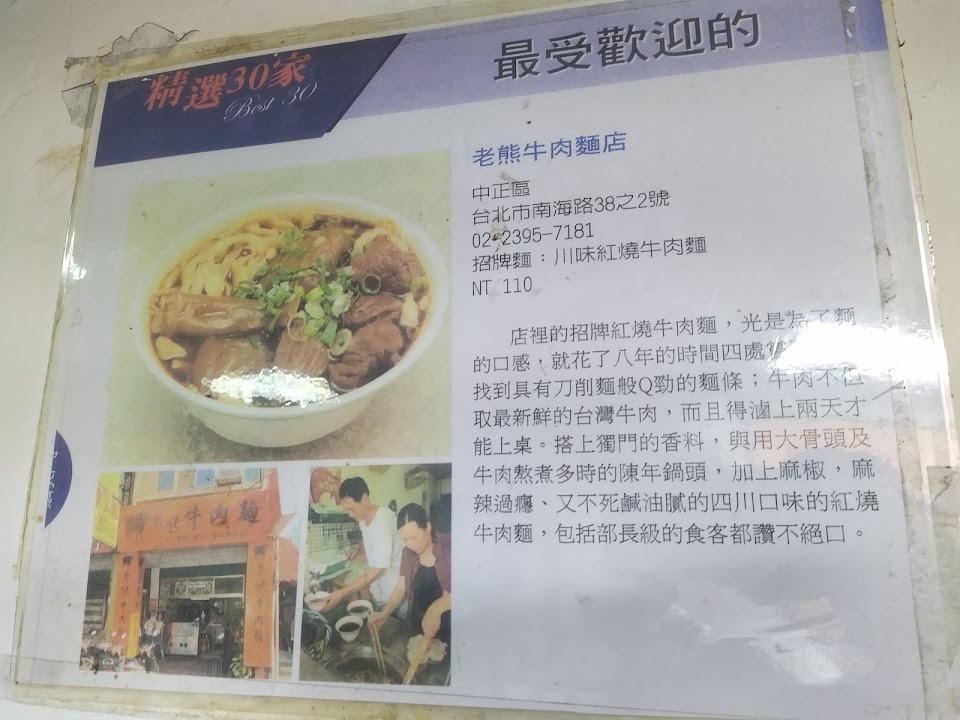 精選30家
Best 30
最受歡迎的
老熊牛肉麵店
中正區
台北市南海路38之2號
02-2395-7181
招牌麵：川味紅燒牛肉麵
NT 110
店裡的招牌紅燒牛肉麵，光是為了麵
的口感，就花了八年的時間四處
找到具有刀削麵般Q勁的麵條；牛肉不但
取最新鮮的台灣牛肉，而且得滷上兩天才
能上桌。搭上獨門的香料，與用大骨頭及
牛肉熬煮多時的陳年鍋頭，加上麻椒，麻
辣過癮、又不死鹹油膩的四川口味的紅燒
牛肉麵，包括部長級的食客都讚不絕口。
牛肉麵